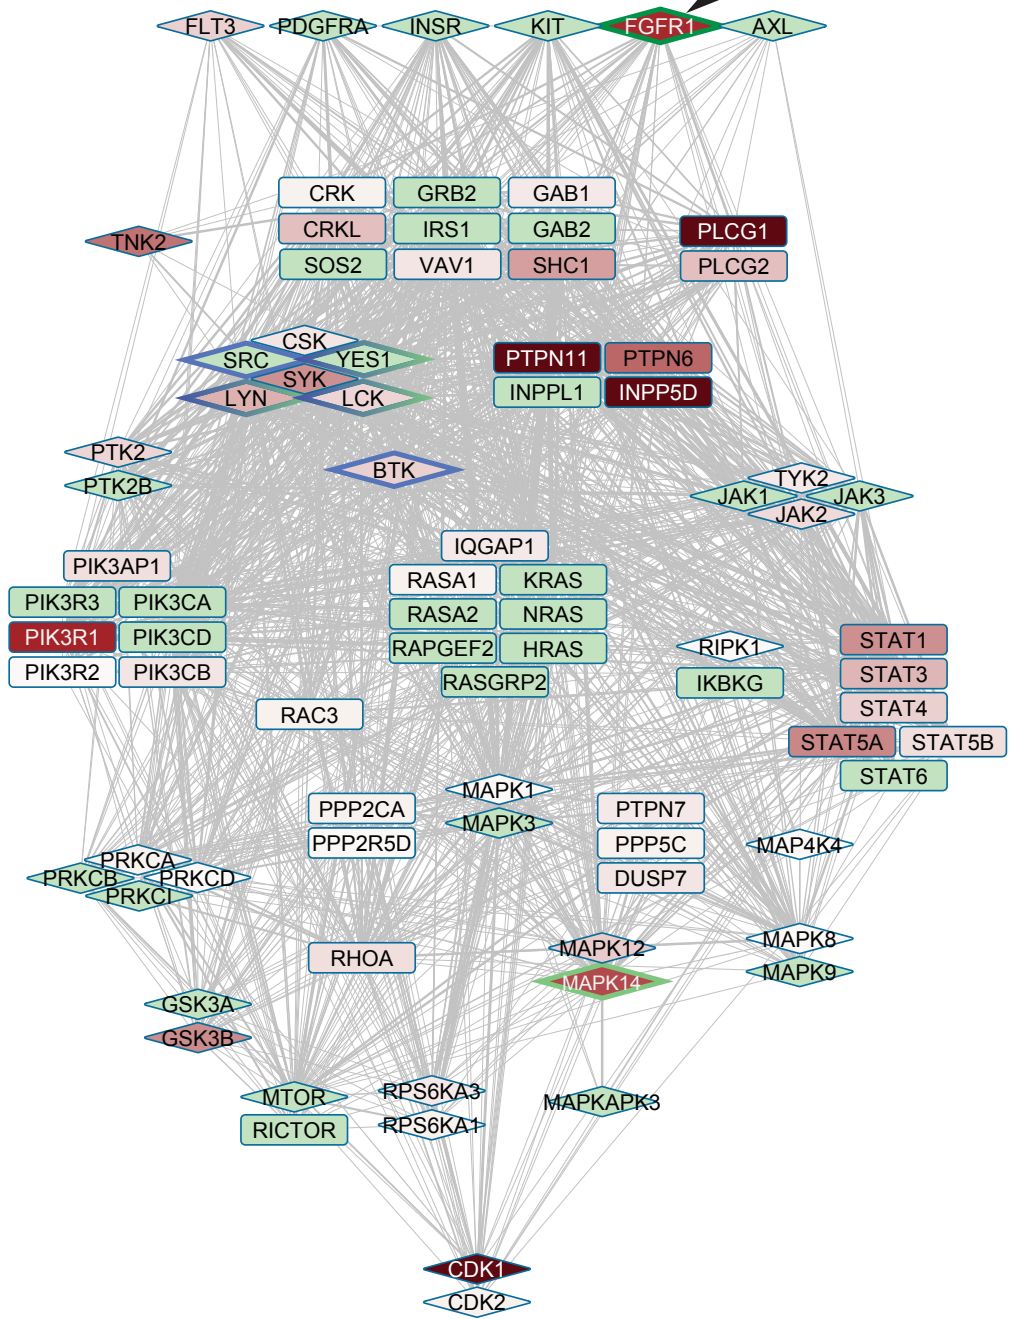 FLT3 PDGFRA INSR KIT FGFR1 AXL
CRK GRB2 GAB1
CRKL IRS1 GAB2
SOS2 VAV1 SHC1
TNK2
PLCG1
PLCG2
CSK
SRC YES1
SYK
LYN LCK
PTPN11 PTPN6
INPPL1 INPP5D
PTK2
PTK2B
BTK
TYK2
JAK1 JAK3
JAK2
PIK3AP1
PIK3R3 PIK3CA
PIK3R1 PIK3CD
PIK3R2 PIK3CB
IQGAP1
RASA1 KRAS
RASA2 NRAS
RAPGEF2 HRAS
RASGRP2
RIPK1
IKBKG
STAT1
STAT3
STAT4
STAT5A STAT5B
STAT6
RAC3
MAPK1
MAPK3
PPP2CA
PPP2R5D
PTPN7
PPP5C
DUSP7
MAP4K4
PRKCA
PRKCB PRKCD
PRKCI
RHOA
MAPK12
MAPK14
MAPK8
MAPK9
GSK3A
GSK3B
MTOR
RICTOR
RPS6KA3
RPS6KA1
MAPKAPK3
CDK1
CDK2